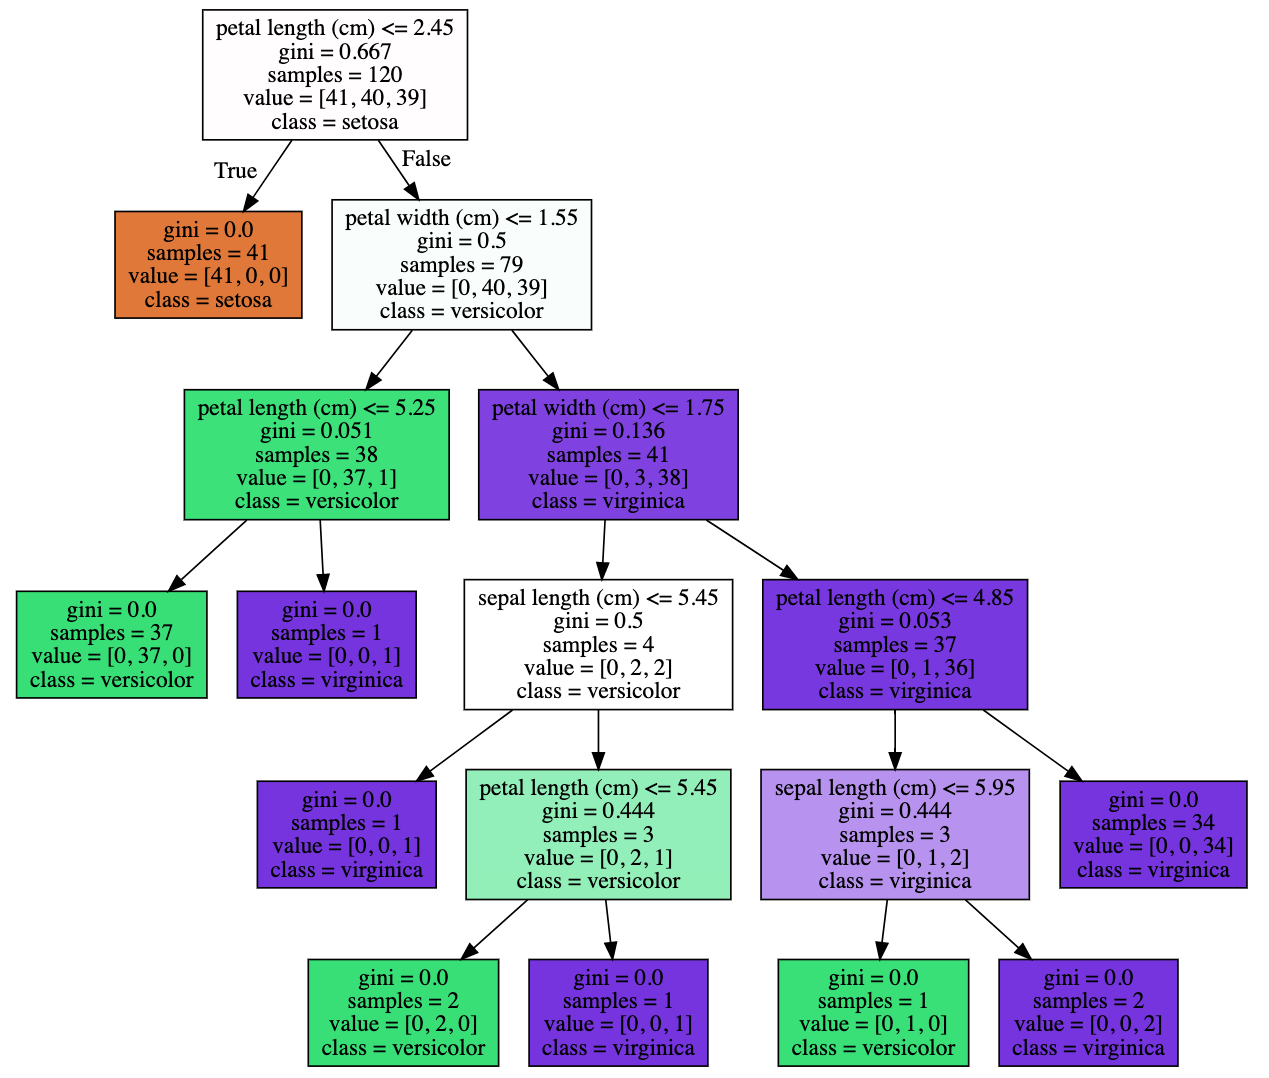 petal length (cm) <= 2.45
gini = 0.667
samples = 120
value = [41, 40, 39]
class = setosa
True
False
gini = 0.0
samples = 41
value = [41, 0, 0]
class = setosa
petal width (cm) <= 1.55
gini = 0.5
samples = 79
value = [0, 40, 39]
class = versicolor
petal length (cm) <= 5.25
gini = 0.051
samples = 38
value = [0, 37, 1]
class = versicolor
petal width (cm) <= 1.75
gini = 0.136
samples = 41
value = [0, 3, 38]
class = virginica
gini = 0.0
samples = 37
value = [0, 37, 0]
class = versicolor
gini = 0.0
samples = 1
value = [0, 0, 1]
class = virginica
sepal length (cm) <= 5.45
gini = 0.5
samples = 4
value = [0, 2, 2]
class = versicolor
petal length (cm) <= 4.85
gini = 0.053
samples = 37
value = [0, 1, 36]
class = virginica
gini = 0.0
samples = 1
value = [0, 0, 1]
class = virginica
petal length (cm) <= 5.45
gini = 0.444
samples = 3
value = [0, 2, 1]
class = versicolor
sepal length (cm) <= 5.95
gini = 0.444
samples = 3
value = [0, 1, 2]
class = virginica
gini = 0.0
samples = 34
value = [0, 0, 34]
class = virginica
gini = 0.0
samples = 2
value = [0, 2, 0]
class = versicolor
gini = 0.0
samples = 1
value = [0, 0, 1]
class = virginica
gini = 0.0
samples = 1
value = [0, 1, 0]
class = versicolor
gini = 0.0
samples = 2
value = [0, 0, 2]
class = virginica